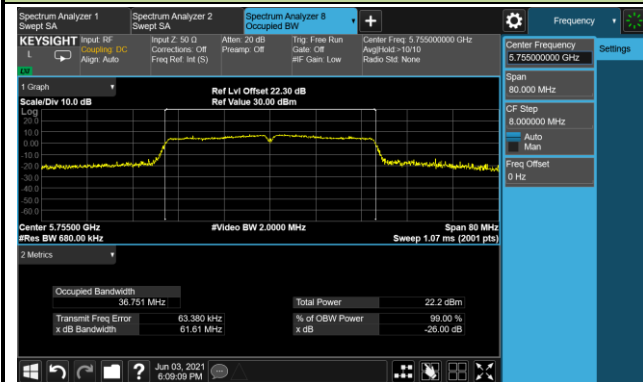 Spectrum Analyzer 1
Swept SA
Spectrum Analyzer 2
Swept SA
Spectrum Analyzer 8
Occupied BW
Frequency
KEYSIGHT
L
Input: RF
Coupling: DC
Align: Auto
Input Z: 50 Ω
Corrections: Off
Freq Ref: Int (S)
Atten: 20 dB
Preamp: Off
Trig: Free Run
Gate: Off
#IF Gain: Low
Center Freq: 5.755000000 GHz
Avg|Hold:>10/10
Radio Std: None
Center Frequency
5.755000000 GHz
Settings
Span
80.000 MHz
CF Step
8.000000 MHz
Auto
Man
Freq Offset
0 Hz
1 Graph
Scale/Div 10.0 dB
Ref Lvl Offset 22.30 dB
Ref Value 30.00 dBm
Log
20.0
10.0
0.00
-10.0
-20.0
-30.0
-40.0
-50.0
-60.0
Center 5.75500 GHz
#Res BW 680.00 kHz
#Video BW 2.0000 MHz
Span 80 MHz
Sweep 1.07 ms (2001 pts)
2 Metrics
Occupied Bandwidth
36.751 MHz
Total Power
22.2 dBm
Transmit Freq Error
63.380 kHz
% of OBW Power
99.00 %
x dB Bandwidth
61.61 MHz
x dB
-26.00 dB
?
Jun 03, 2021
6:09:09 PM